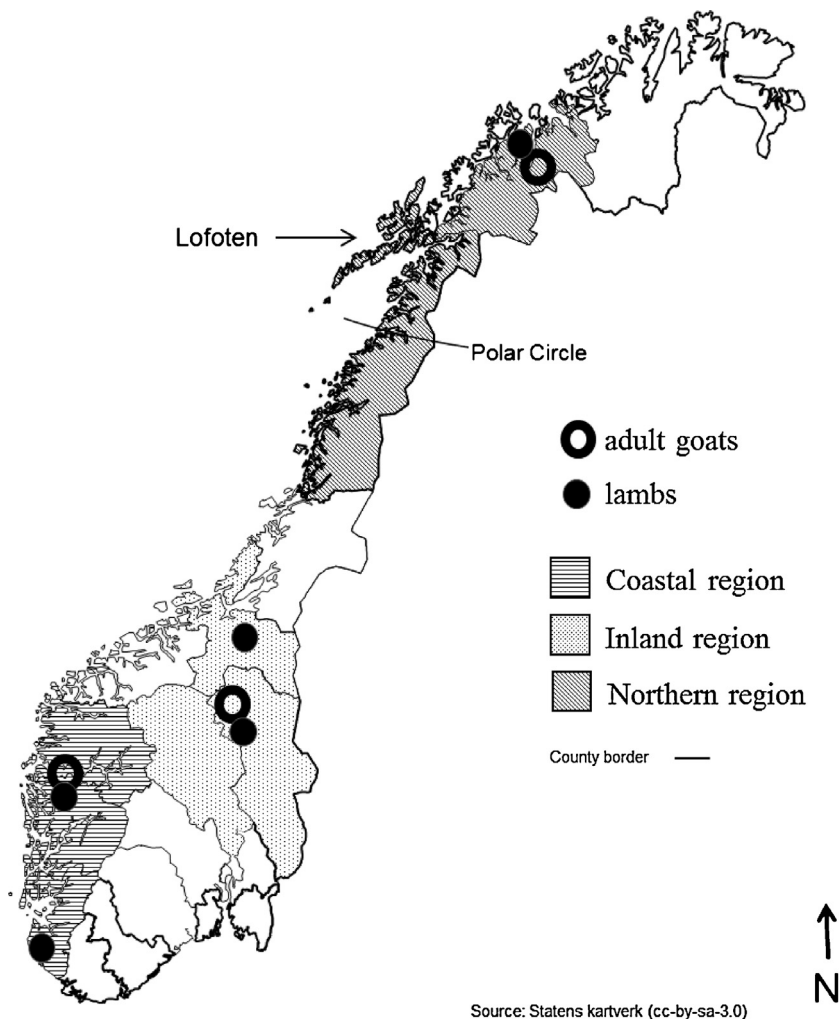 Lofoten
Polar Circle
adult goats
lambs
Coastal region
Inland region
Northern region
County border
N
Source: Statens kartverk (cc-by-sa-3.0)